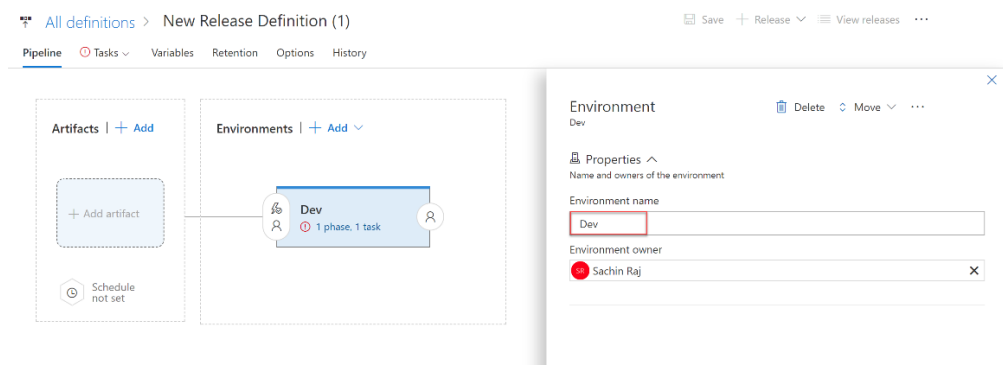 All definitions > New Release Definition (1)
Save + Release View releases ...
Pipeline Tasks Variables Retention Options History
Artifacts | + Add
Environments | + Add
+ Add artifact
Schedule
not set
Dev
1 phase, 1 task
Environment
Dev
Delete Move ...
Properties
Name and owners of the environment
Environment name
Dev
Environment owner
SR Sachin Raj